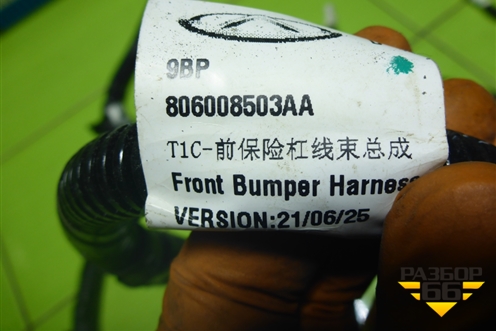 9BP
806008503AA
T1C-前保险杠线束总成
Front Bumper Harness
VERSION:21/06/25
РАЗБОР
66